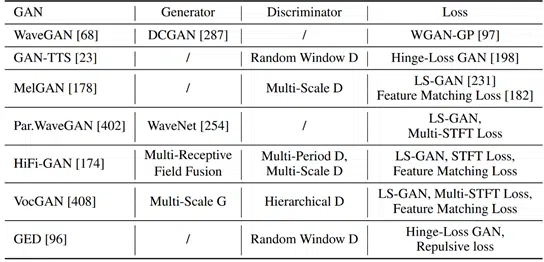 GAN | Generator | Discriminator | Loss
WaveGAN [68] | DCGAN [287] | / | WGAN-GP [97]
GAN-TTS [23] | / | Random Window D | Hinge-Loss GAN [198]
MelGAN [178] | / | Multi-Scale D | LS-GAN [231]
Feature Matching Loss [182]
Par.WaveGAN [402] | WaveNet [254] | / | LS-GAN,
Multi-STFT Loss
HiFi-GAN [174] | Multi-Receptive | Multi-Period D, | LS-GAN, STFT Loss,
Field Fusion | Multi-Scale D | Feature Matching Loss
VocGAN [408] | Multi-Scale G | Hierarchical D | LS-GAN, Multi-STFT Loss,
Feature Matching Loss
GED [96] | / | Random Window D | Hinge-Loss GAN,
Repulsive loss